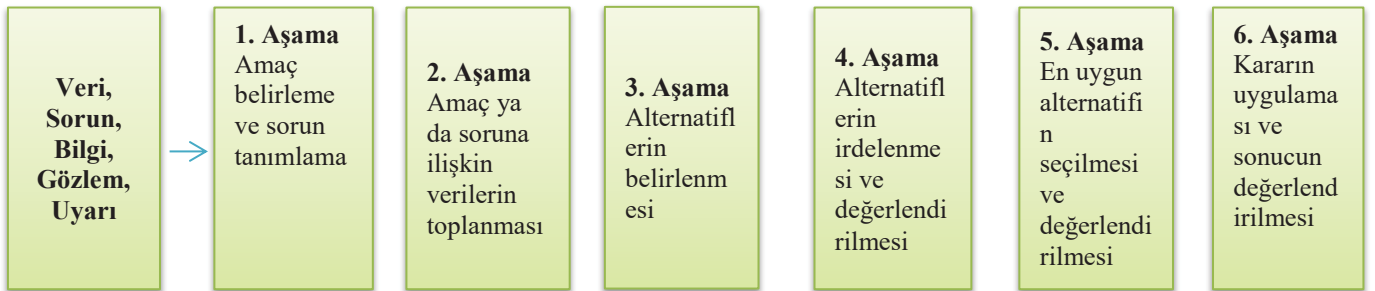 Veri,
Sorun,
Bilgi,
Gözlem,
Uyarı
1. Aşama
Amaç
belirleme
ve sorun
tanımlama
2. Aşama
Amaç ya
da soruna
ilişkin
verilerin
toplanması
3. Aşama
Alternatifl
erin
belirlenm
esi
4. Aşama
Alternatifl
erin
irdelenme
si ve
değerlendi
rilmesi
5. Aşama
En uygun
alternatifi
n
seçilmesi
ve
değerlendi
rilmesi
6. Aşama
Kararın
uygulama
sı ve
sonucun
değerlend
irilmesi